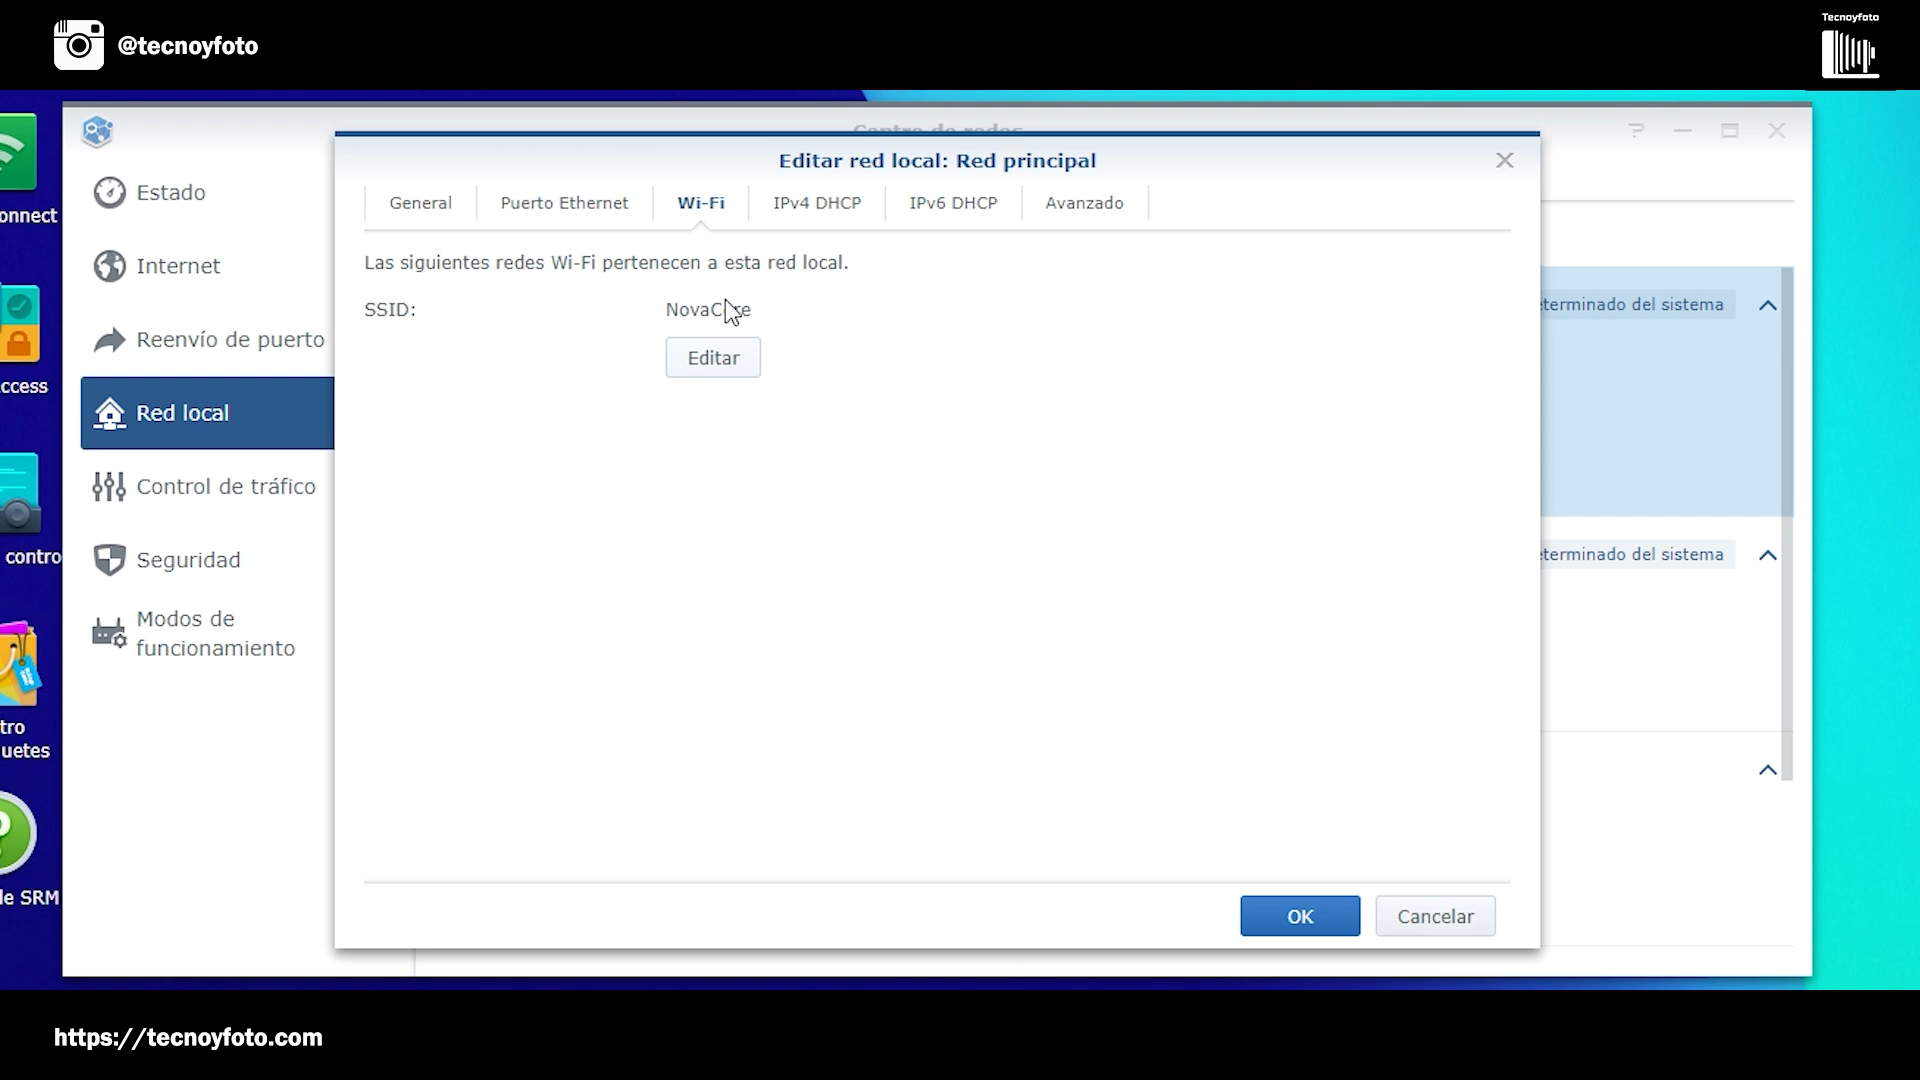 @tecnoyfoto
Tecnoyfoto
Editar red local: Red principal
General
Puerto Ethernet
Wi-Fi
IPv4 DHCP
IPv6 DHCP
Avanzado
Las siguientes redes Wi-Fi pertenecen a esta red local.
SSID:
Editar
OK
Cancelar
Estado
Internet
Reenvío de puerto
Red local
Control de tráfico
Seguridad
Modos de
funcionamiento
eterminado del sistema
eterminado del sistema
onnect
ccess
contro
tro
uetes
de SRM
https://tecnoyfoto.com